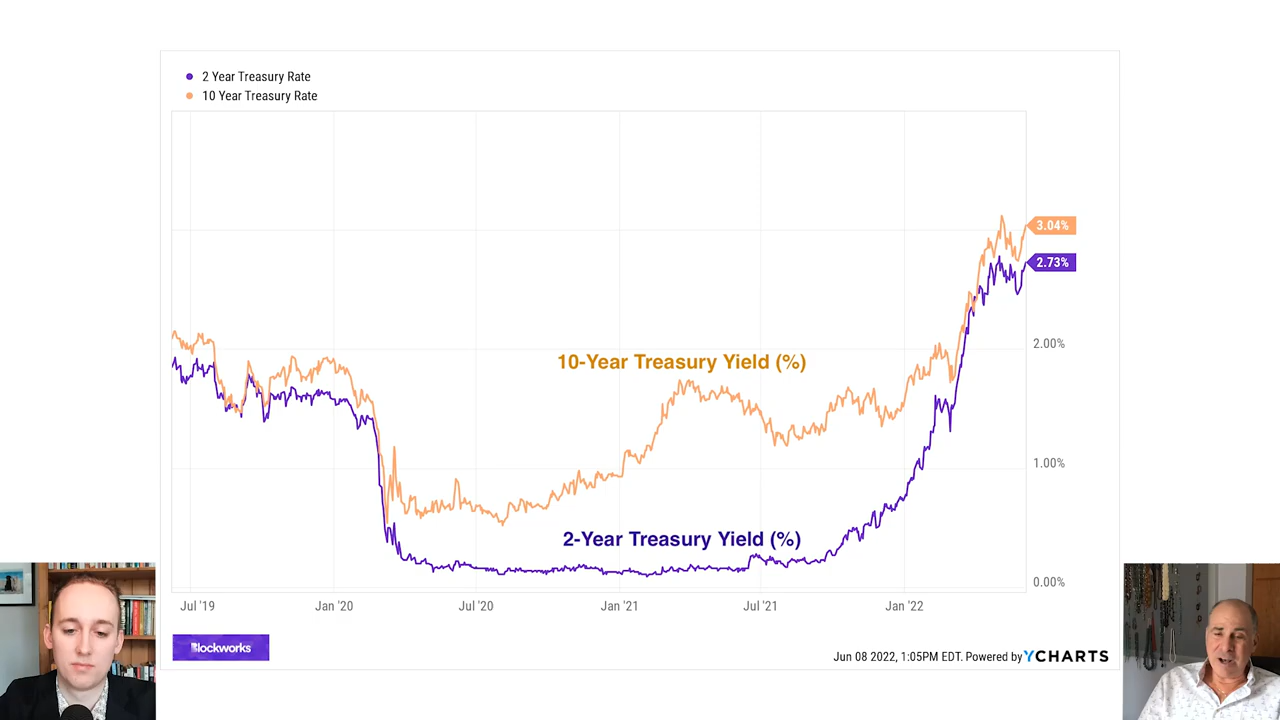 2 Year Treasury Rate
10 Year Treasury Rate
3.04%
2.73%
2.00%
10-Year Treasury Yield (%)
1.00%
2-Year Treasury Yield (%)
0.00%
Jul '19
Jan '20
Jul '20
Jan '21
Jul '21
Jan '22
Blockworks
Jun 08 2022, 1:05PM EDT. Powered by YCHARTS